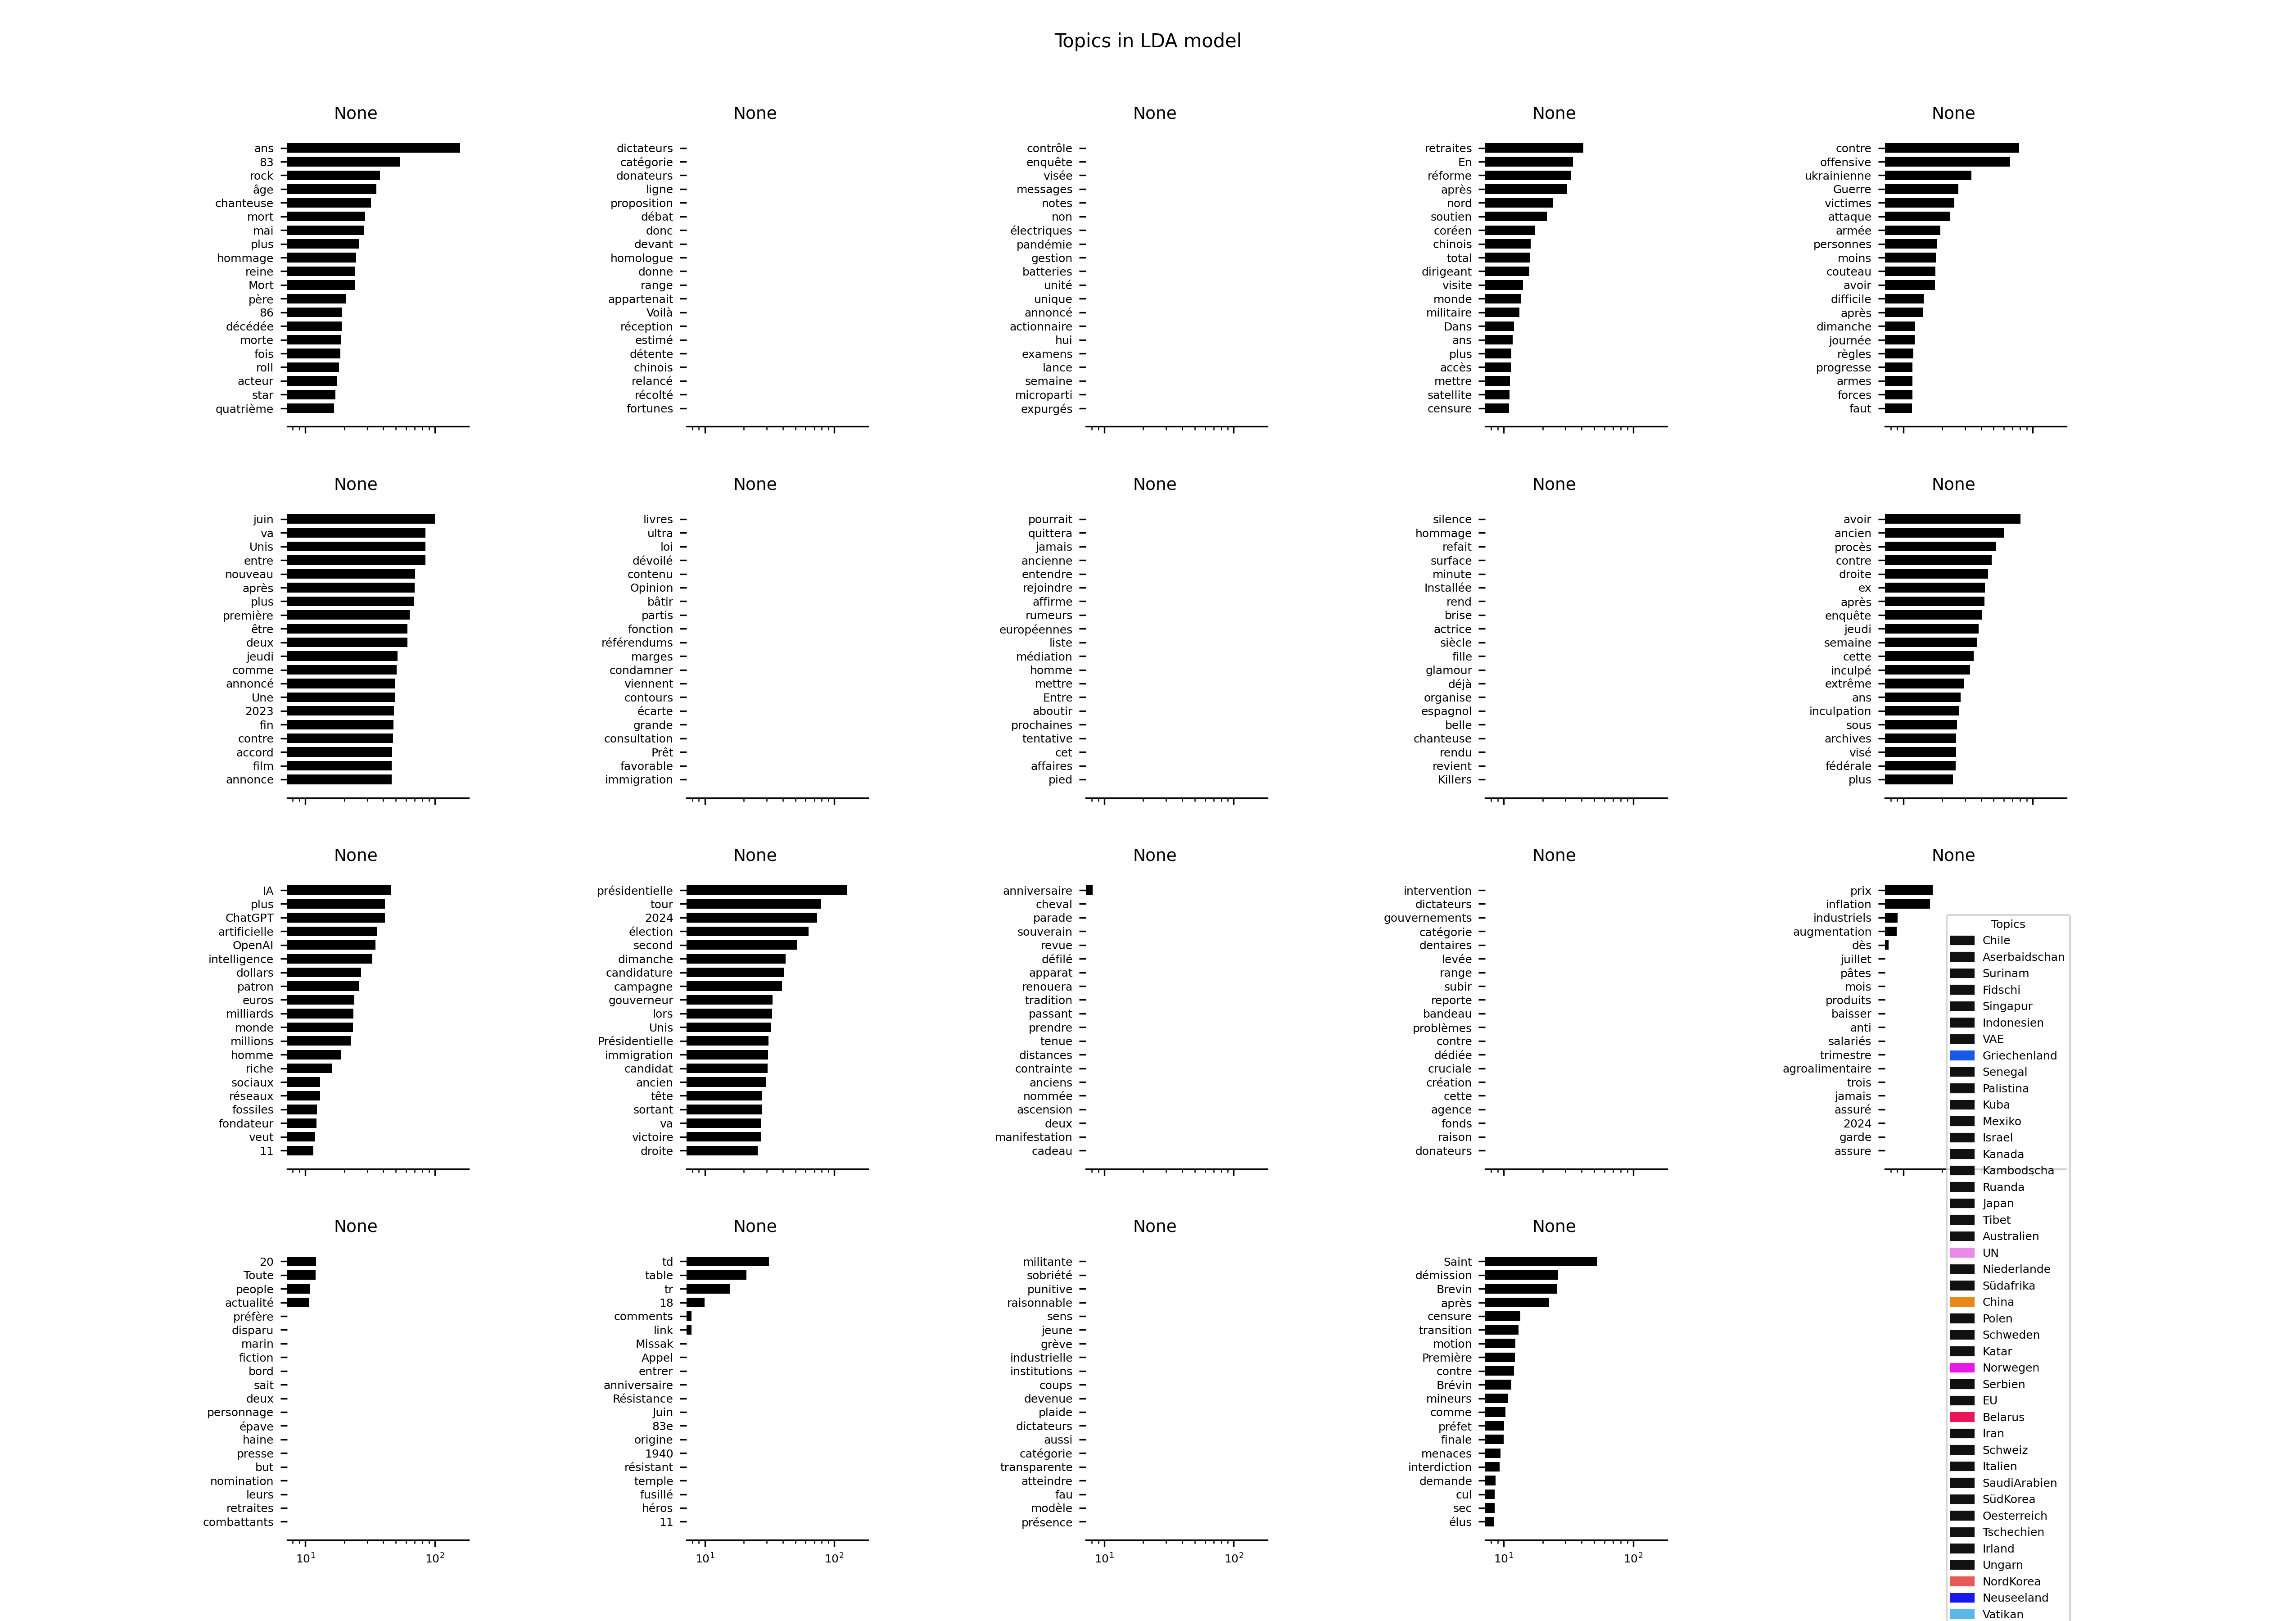 Topics in LDA model
None
ans
83
rock
âge
chanteuse
mort
mai
plus
hommage
reine
Mort
père
86
décédée
morte
fois
roll
acteur
star
quatrième
None
dictateurs
catégorie
donateurs
ligne
proposition
débat
donc
devant
homologue
donne
range
appartenait
Voilà
réception
estimé
détente
chinois
relancé
récolté
fortunes
None
contrôle
enquête
visée
messages
notes
non
électriques
pandémie
gestion
batteries
unité
unique
annoncé
actionnaire
hui
examens
lance
semaine
microparti
expurgés
None
retraites
En
réforme
après
nord
soutien
coréen
chinois
total
dirigeant
visite
monde
militaire
Dans
ans
plus
accès
mettre
satellite
censure
None
contre
offensive
ukrainienne
Guerre
victimes
attaque
armée
personnes
moins
couteau
avoir
difficile
après
dimanche
journée
règles
progresse
armes
forces
faut
None
juin
va
Unis
entre
nouveau
après
plus
première
être
deux
jeudi
comme
annoncé
Une
2023
fin
contre
accord
film
annonce
None
livres
ultra
loi
dévoilé
contenu
Opinion
bâtir
partis
fonction
référendums
marges
condamner
viennent
contours
écarte
grande
consultation
Prêt
favorable
immigration
None
pourrait
quittera
jamais
ancienne
entendre
rejoindre
affirme
rumeurs
européennes
liste
médiation
homme
mettre
Entre
aboutir
prochaines
tentative
cet
affaires
pied
None
silence
hommage
refait
surface
minute
Installée
rend
brise
actrice
siècle
fille
glamour
déjà
organise
espagnol
belle
chanteuse
rendu
revient
Killers
None
avoir
ancien
procès
contre
droite
ex
après
enquête
jeudi
semaine
cette
inculpé
extrême
ans
inculpation
sous
archives
visé
fédérale
plus
None
IA
plus
ChatGPT
artificielle
OpenAI
intelligence
dollars
patron
euros
milliards
monde
millions
homme
riche
sociaux
réseaux
fossiles
fondateur
veut
11
None
présidentielle
tour
2024
élection
second
dimanche
candidature
campagne
gouverneur
lors
Unis
Présidentielle
immigration
candidat
ancien
tête
sortant
va
victoire
droite
None
anniversaire
cheval
parade
souverain
revue
défilé
apparat
renouera
tradition
passant
prendre
tenue
distances
contrainte
anciens
nommée
ascension
deux
manifestation
cadeau
None
intervention
dictateurs
gouvernements
catégorie
dentaires
levée
range
subir
reporte
bandeau
problèmes
contre
dédiée
cruciale
création
cette
agence
fonds
raison
donateurs
None
prix
inflation
industriels
augmentation
dès
juillet
pâtes
mois
produits
baisser
anti
salariés
trimestre
agroalimentaire
trois
jamais
assuré
2024
garde
assure
None
20
Toute
people
actualité
préfère
disparu
marin
fiction
bord
sait
deux
personnage
épave
haine
presse
but
nomination
leurs
retraites
combattants
10¹ 10²
None
td
table
tr
18
comments
link
Missak
Appel
entrer
anniversaire
Résistance
Juin
83e
origine
1940
résistant
temple
fusillé
héros
11
10¹ 10²
None
militante
sobriété
punitive
raisonnable
sens
jeune
grève
industrielle
institutions
coups
devenue
plaide
dictateurs
aussi
catégorie
transparente
atteindre
fau
modèle
présence
10¹ 10²
None
Saint
démission
Brevin
après
censure
transition
motion
Première
contre
Brévin
mineurs
comme
préfet
finale
menaces
interdiction
demande
cul
sec
élus
10¹ 10²
Topics
Chile
Aserbaidschan
Surinam
Fidschi
Singapur
Indonesien
VAE
Griechenland
Senegal
Palistina
Kuba
Mexiko
Israel
Kanada
Kambodscha
Ruanda
Japan
Tibet
Australien
UN
Niederlande
Südafrika
China
Polen
Schweden
Katar
Norwegen
Serbien
EU
Belarus
Iran
Schweiz
Italien
SaudiArabien
SüdKorea
Oesterreich
Tschechien
Irland
Ungarn
NordKorea
Neuseeland
Vatikan